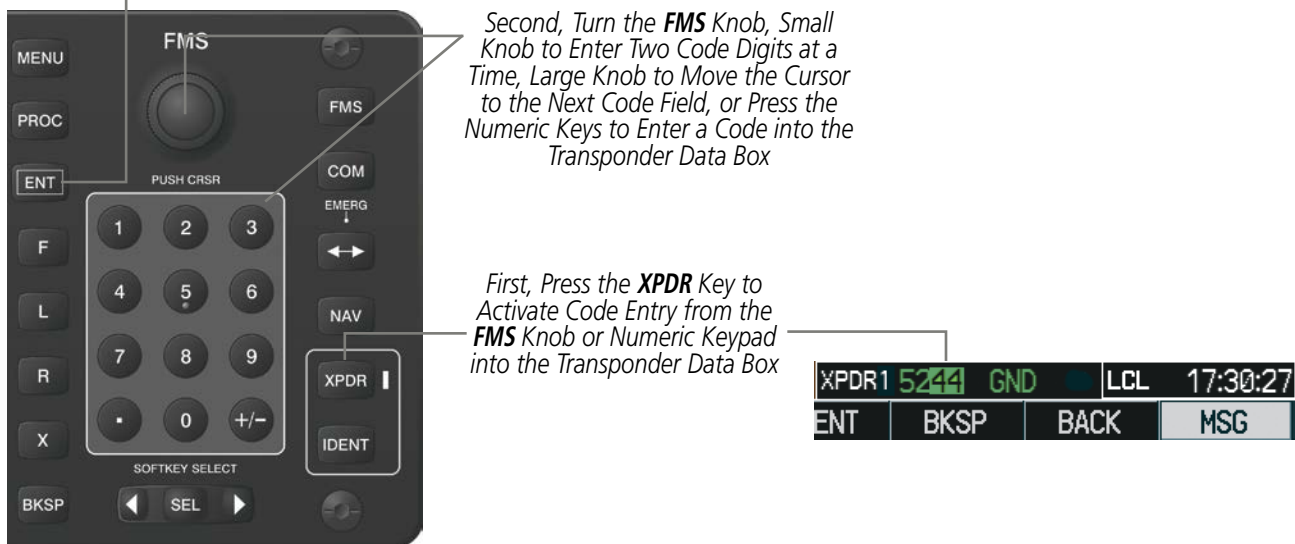 FMS
MENU
PROC
FMS
ENT
PUSH CRSR
COM
EMERG
1 2 3
F
4 5 6
L
NAV
7 8 9
R
XPDR
. 0 +/-
X
IDENT
SOFTKEY SELECT
BKSP
SEL
Second, Turn the FMS Knob, Small
Knob to Enter Two Code Digits at a
Time, Large Knob to Move the Cursor
to the Next Code Field, or Press the
Numeric Keys to Enter a Code into the
Transponder Data Box
First, Press the XPDR Key to
Activate Code Entry from the
FMS Knob or Numeric Keypad
into the Transponder Data Box
XPDR1 5244 GND LCL 17:30:27
ENT BKSP BACK MSG